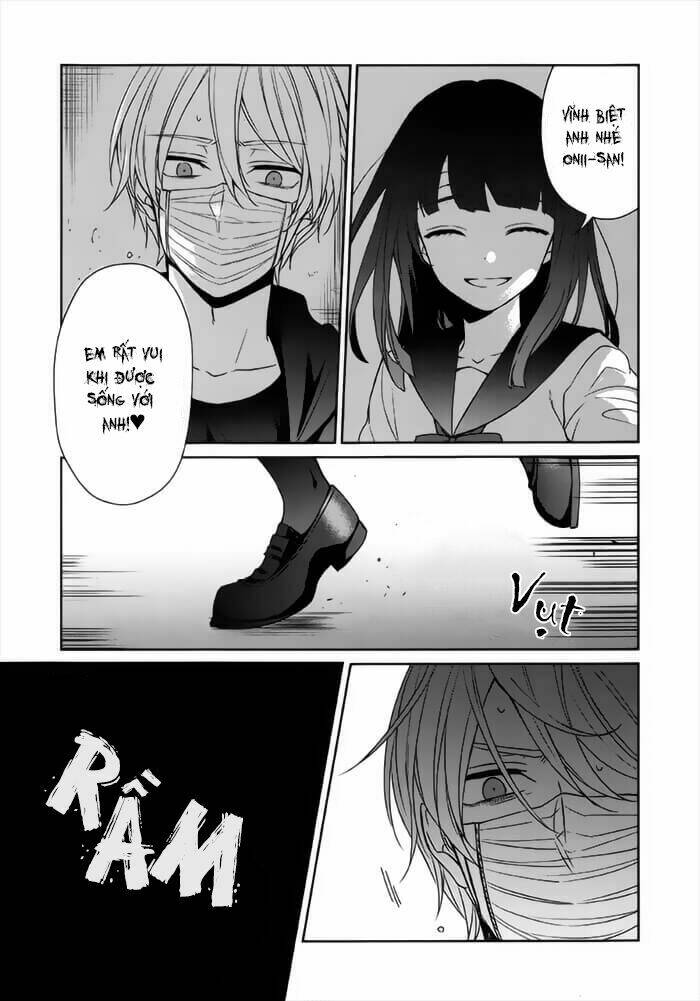 VĨNH BIỆT
ANH NHÉ
ONII-SAN!
EM RẤT VUI
KHI ĐƯỢC
SỐNG VỚI
ANH!♥
Vụt
RẦM